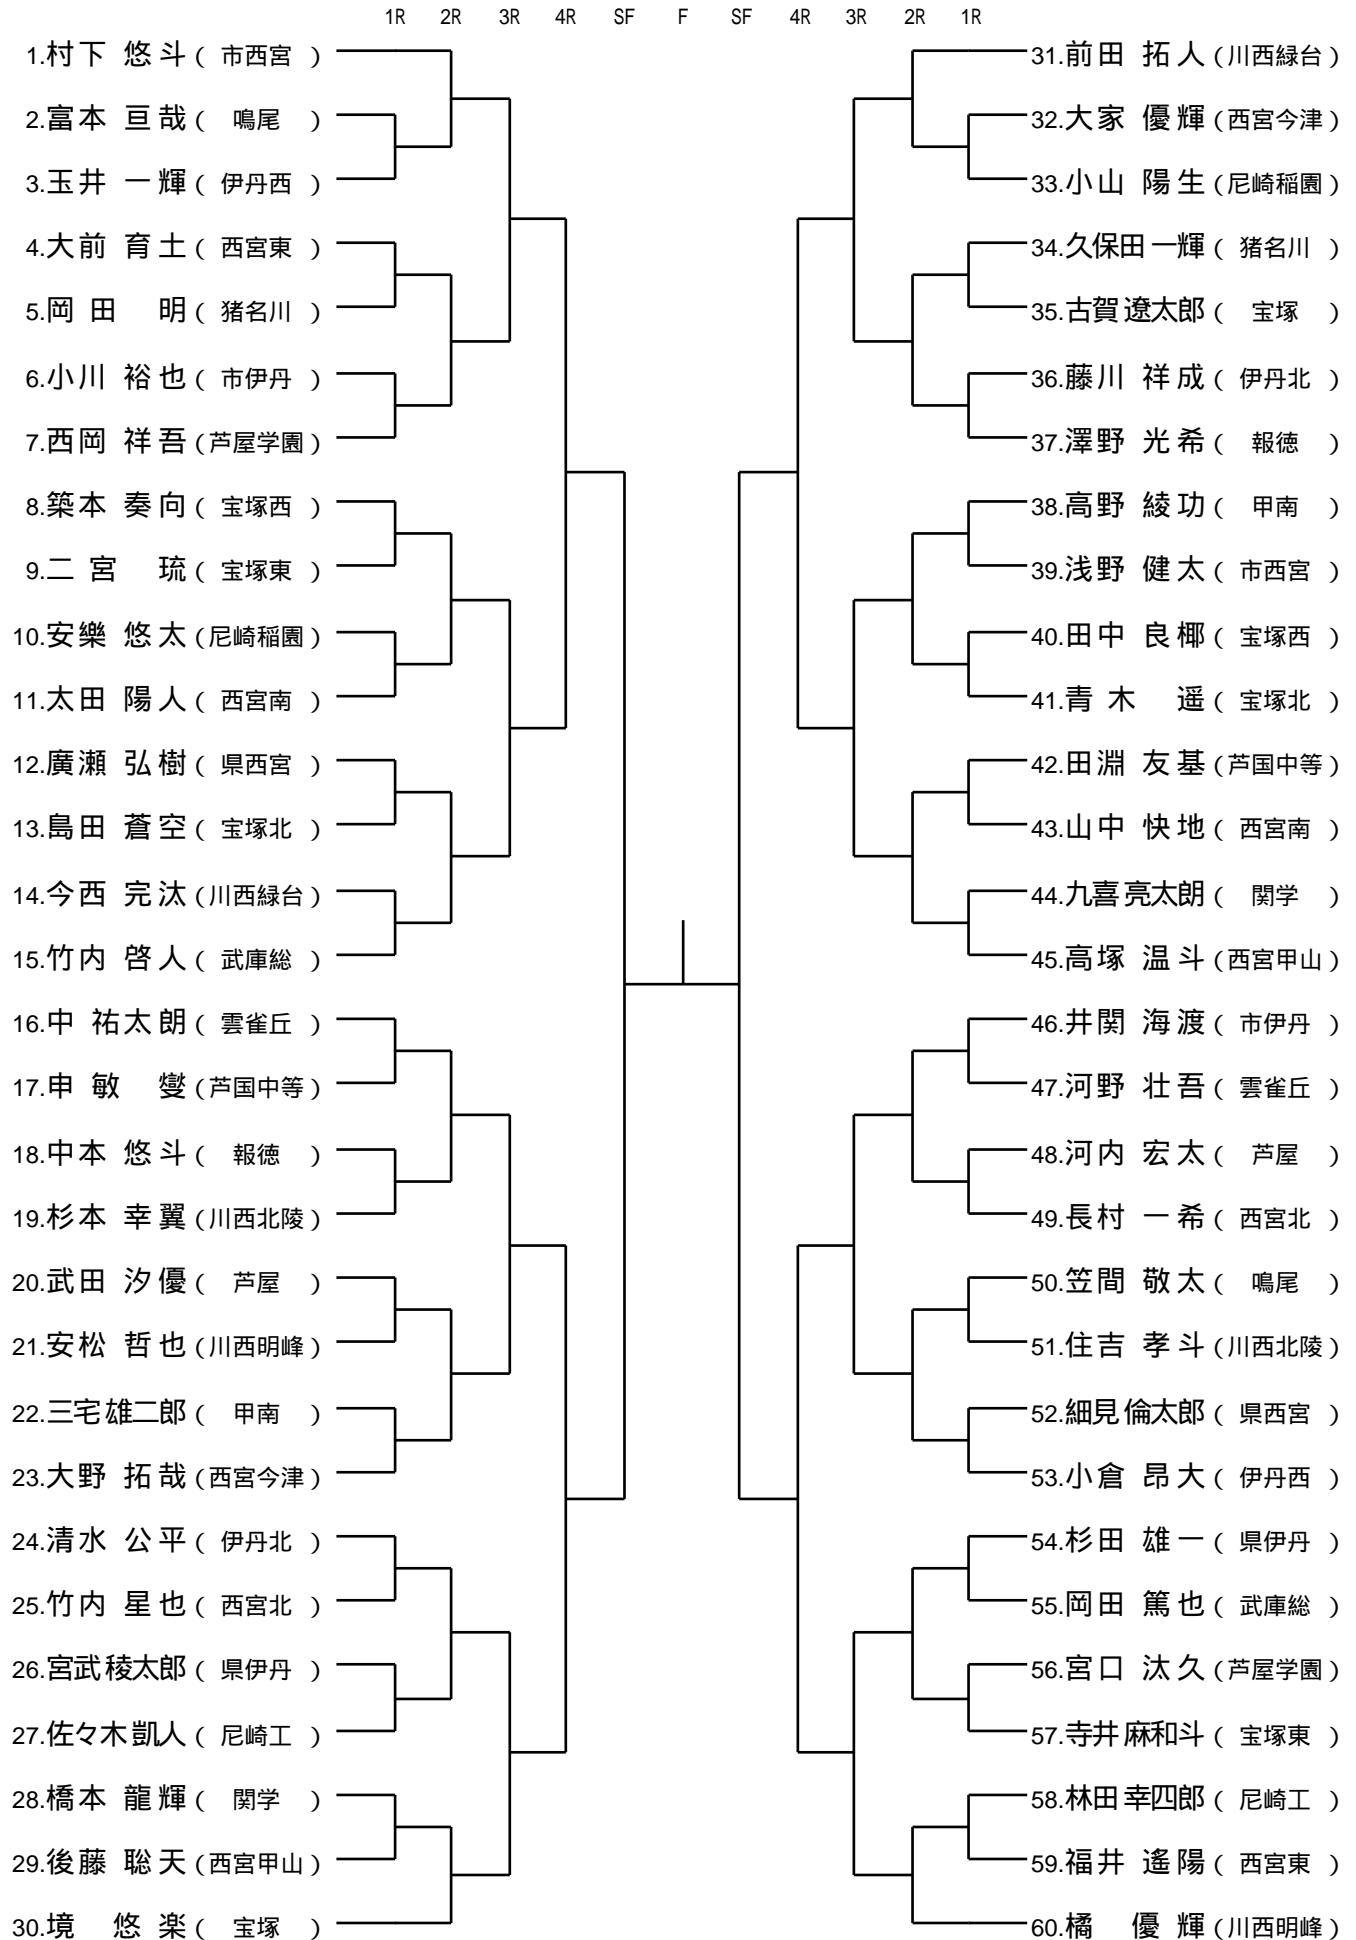 1R 2R 3R 4R SF F SF 4R 3R 2R 1R
1.村下 悠斗( 市西宮 )
2.富本 亘哉( 鳴尾 )
3.玉井 一輝( 伊丹西 )
4.大前 育土( 西宮東 )
5.岡田 明( 猪名川 )
6.小川 裕也( 市伊丹 )
7.西岡 祥吾(芦屋学園)
8.築本 奏向( 宝塚西 )
9.二宮 琉( 宝塚東 )
10.安樂 悠太(尼崎稲園)
11.太田 陽人( 西宮南 )
12.廣瀬 弘樹( 県西宮 )
13.島田 蒼空( 宝塚北 )
14.今西 完汰(川西緑台)
15.竹内 啓人( 武庫総 )
16.中 祐太朗( 雲雀丘 )
17.申敏 燮(芦国中等)
18.中本 悠斗( 報徳 )
19.杉本 幸翼(川西北陵)
20.武田 汐優( 芦屋 )
21.安松 哲也(川西明峰)
22.三宅雄二郎( 甲南 )
23.大野 拓哉(西宮今津)
24.清水 公平( 伊丹北 )
25.竹内 星也( 西宮北 )
26.宮武稜太郎( 県伊丹 )
27.佐々木凱人( 尼崎工 )
28.橋本 龍輝( 関学 )
29.後藤 聡天(西宮甲山)
30.境 悠楽( 宝塚 )
31.前田 拓人(川西緑台)
32.大家 優輝(西宮今津)
33.小山 陽生(尼崎稲園)
34.久保田一輝( 猪名川 )
35.古賀遼太郎( 宝塚 )
36.藤川 祥成( 伊丹北 )
37.澤野 光希( 報徳 )
38.高野 綾功( 甲南 )
39.浅野 健太( 市西宮 )
40.田中 良椰( 宝塚西 )
41.青木 遥( 宝塚北 )
42.田淵 友基(芦国中等)
43.山中 快地( 西宮南 )
44.九喜亮太朗( 関学 )
45.高塚 温斗(西宮甲山)
46.井関 海渡( 市伊丹 )
47.河野 壮吾( 雲雀丘 )
48.河内 宏太( 芦屋 )
49.長村 一希( 西宮北 )
50.笠間 敬太( 鳴尾 )
51.住吉 孝斗(川西北陵)
52.細見倫太郎( 県西宮 )
53.小倉 昂大( 伊丹西 )
54.杉田 雄一( 県伊丹 )
55.岡田 篤也( 武庫総 )
56.宮口 汰久(芦屋学園)
57.寺井麻和斗( 宝塚東 )
58.林田幸四郎( 尼崎工 )
59.福井 遙陽( 西宮東 )
60.橘 優輝(川西明峰)